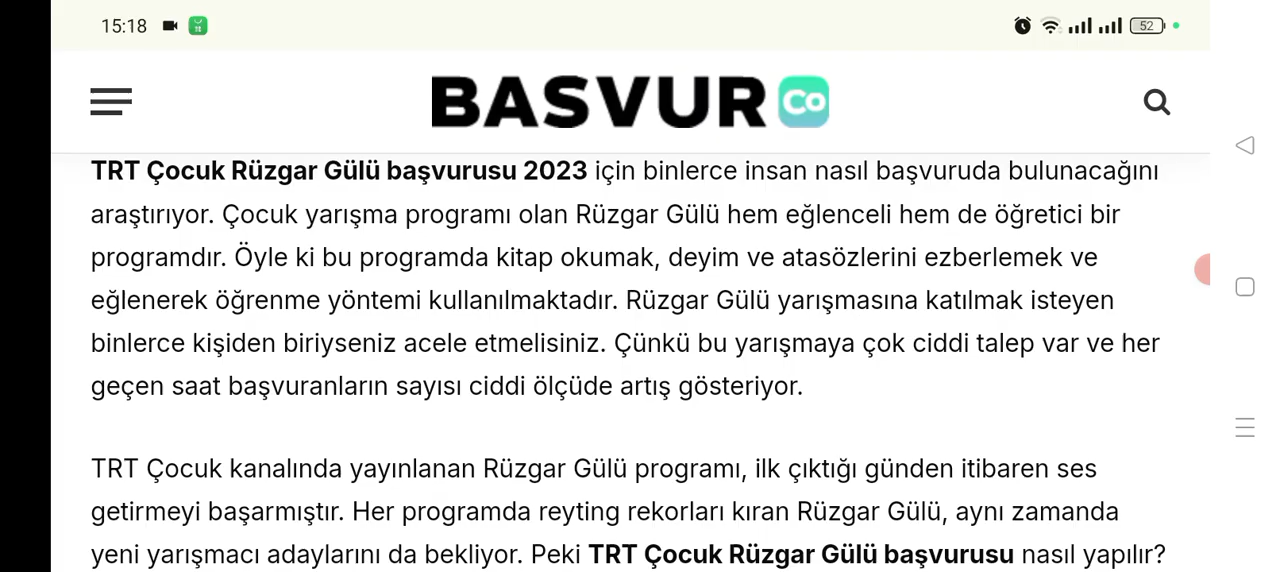 15:18
52
BASVUR Co
TRT Çocuk Rüzgar Gülü başvurusu 2023 için binlerce insan nasıl başvuruda bulunacağını
araştırıyor. Çocuk yarışma programı olan Rüzgar Gülü hem eğlenceli hem de öğretici bir
programdır. Öyle ki bu programda kitap okumak, deyim ve atasözlerini ezberlemek ve
eğlenerek öğrenme yöntemi kullanılmaktadır. Rüzgar Gülü yarışmasına katılmak isteyen
binlerce kişiden biriyseniz acele etmelisiniz. Çünkü bu yarışmaya çok ciddi talep var ve her
geçen saat başvuranların sayısı ciddi ölçüde artış gösteriyor.
TRT Çocuk kanalında yayınlanan Rüzgar Gülü programı, ilk çıktığı günden itibaren ses
getirmeyi başarmıştır. Her programda reyting rekorları kıran Rüzgar Gülü, aynı zamanda
yeni yarışmacı adaylarını da bekliyor. Peki TRT Çocuk Rüzgar Gülü başvurusu nasıl yapılır?